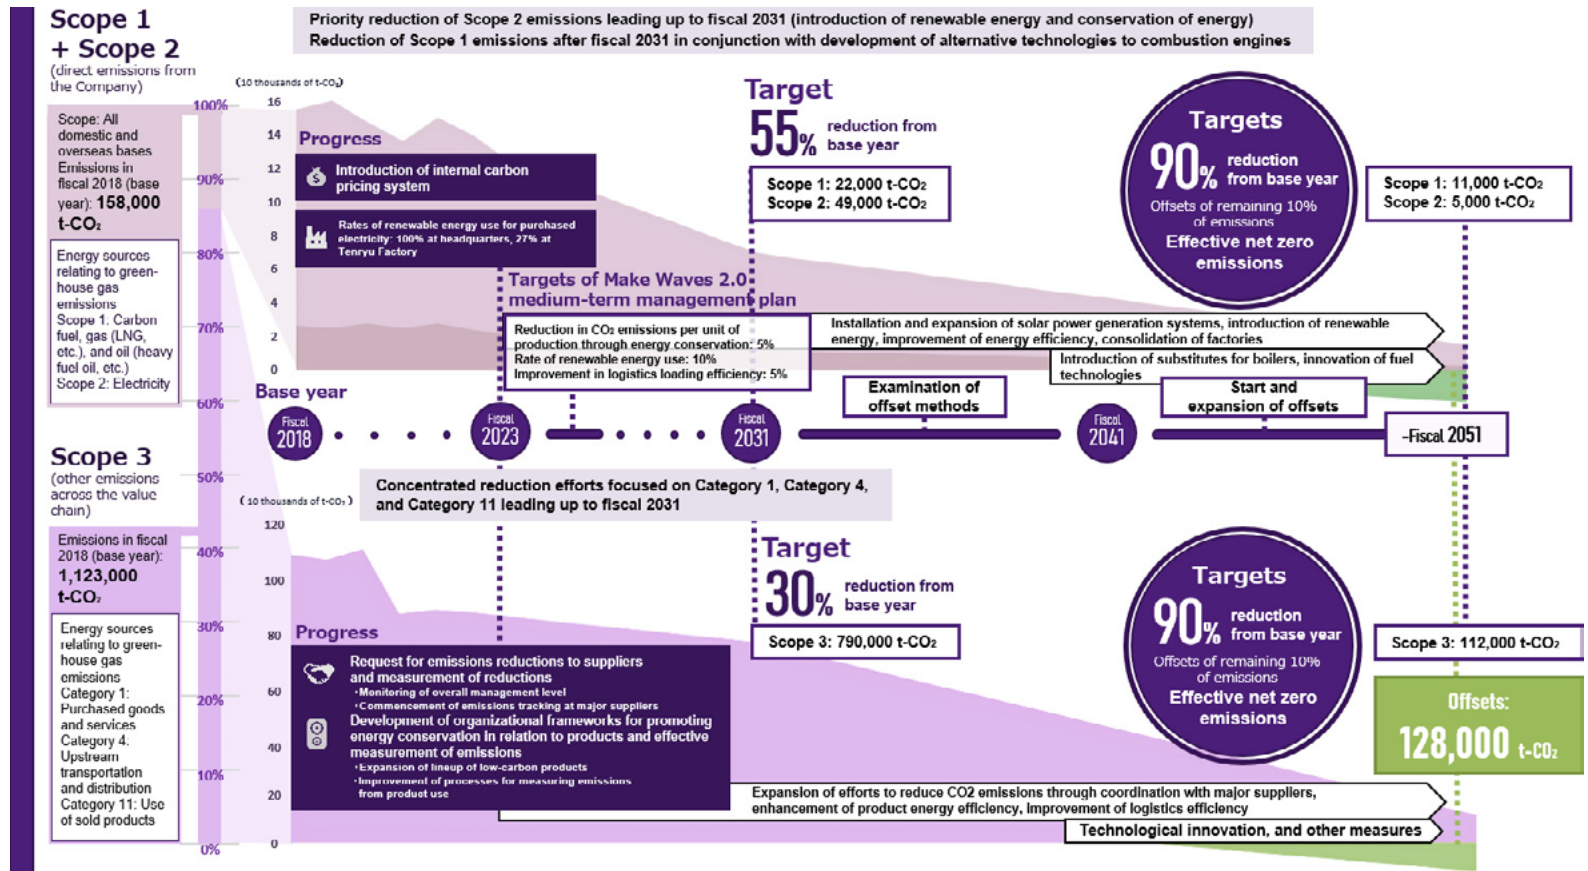 Scope 1
+ Scope 2
(direct emissions from
the Company)
Scope: All
domestic and
overseas bases
Emissions in
fiscal 2018 (base
year): 158,000
t-CO₂
Energy sources
relating to green-
house gas
emissions
Scope 1: Carbon
fuel, gas (LNG,
etc.), and oil (heavy
fuel oil, etc.)
Scope 2: Electricity
Priority reduction of Scope 2 emissions leading up to fiscal 2031 (introduction of renewable energy and conservation of energy)
Reduction of Scope 1 emissions after fiscal 2031 in conjunction with development of alternative technologies to combustion engines
(10 thousands of t-CO₂)
16
14
12
10
8
6
4
2
0
100%
90%
80%
70%
60%
50%
40%
30%
20%
10%
0%
Progress
Introduction of internal carbon
pricing system
Rates of renewable energy use for purchased
electricity: 100% at headquarters, 27% at
Tenryu Factory
Target
55% reduction from
base year
Scope 1: 22,000 t-CO₂
Scope 2: 49,000 t-CO₂
Targets
90% reduction
from base year
Offsets of remaining 10%
of emissions
Effective net zero
emissions
Scope 1: 11,000 t-CO₂
Scope 2: 5,000 t-CO₂
Targets of Make Waves 2.0
medium-term management plan
Reduction in CO₂ emissions per unit of
production through energy conservation: 5%
Rate of renewable energy use: 10%
Improvement in logistics loading efficiency: 5%
Installation and expansion of solar power generation systems, introduction of renewable
energy, improvement of energy efficiency, consolidation of factories
Introduction of substitutes for boilers, innovation of fuel
technologies
Examination of
offset methods
Start and
expansion of offsets
Base year
Fiscal
2018
Fiscal
2023
Fiscal
2031
Fiscal
2041
–Fiscal 2051
Scope 3
(other emissions
across the value
chain)
Emissions in fiscal
2018 (base year):
1,123,000
t-CO₂
Energy sources
relating to green-
house gas
emissions
Category 1:
Purchased goods
and services
Category 4:
Upstream
transportation
and distribution
Category 11: Use
of sold products
Concentrated reduction efforts focused on Category 1, Category 4,
and Category 11 leading up to fiscal 2031
(10 thousands of t-CO₂)
120
100
80
60
40
20
0
Progress
Request for emissions reductions to suppliers
and measurement of reductions
・Monitoring of overall management level
・Commencement of emissions tracking at major suppliers
Development of organizational frameworks for promoting
energy conservation in relation to products and effective
measurement of emissions
・Expansion of lineup of low-carbon products
・Improvement of processes for measuring emissions
from product use
Target
30% reduction from
base year
Scope 3: 790,000 t-CO₂
Targets
90% reduction
from base year
Offsets of remaining 10%
of emissions
Effective net zero
emissions
Scope 3: 112,000 t-CO₂
Offsets:
128,000 t-CO₂
Expansion of efforts to reduce CO2 emissions through coordination with major suppliers,
enhancement of product energy efficiency, improvement of logistics efficiency
Technological innovation, and other measures